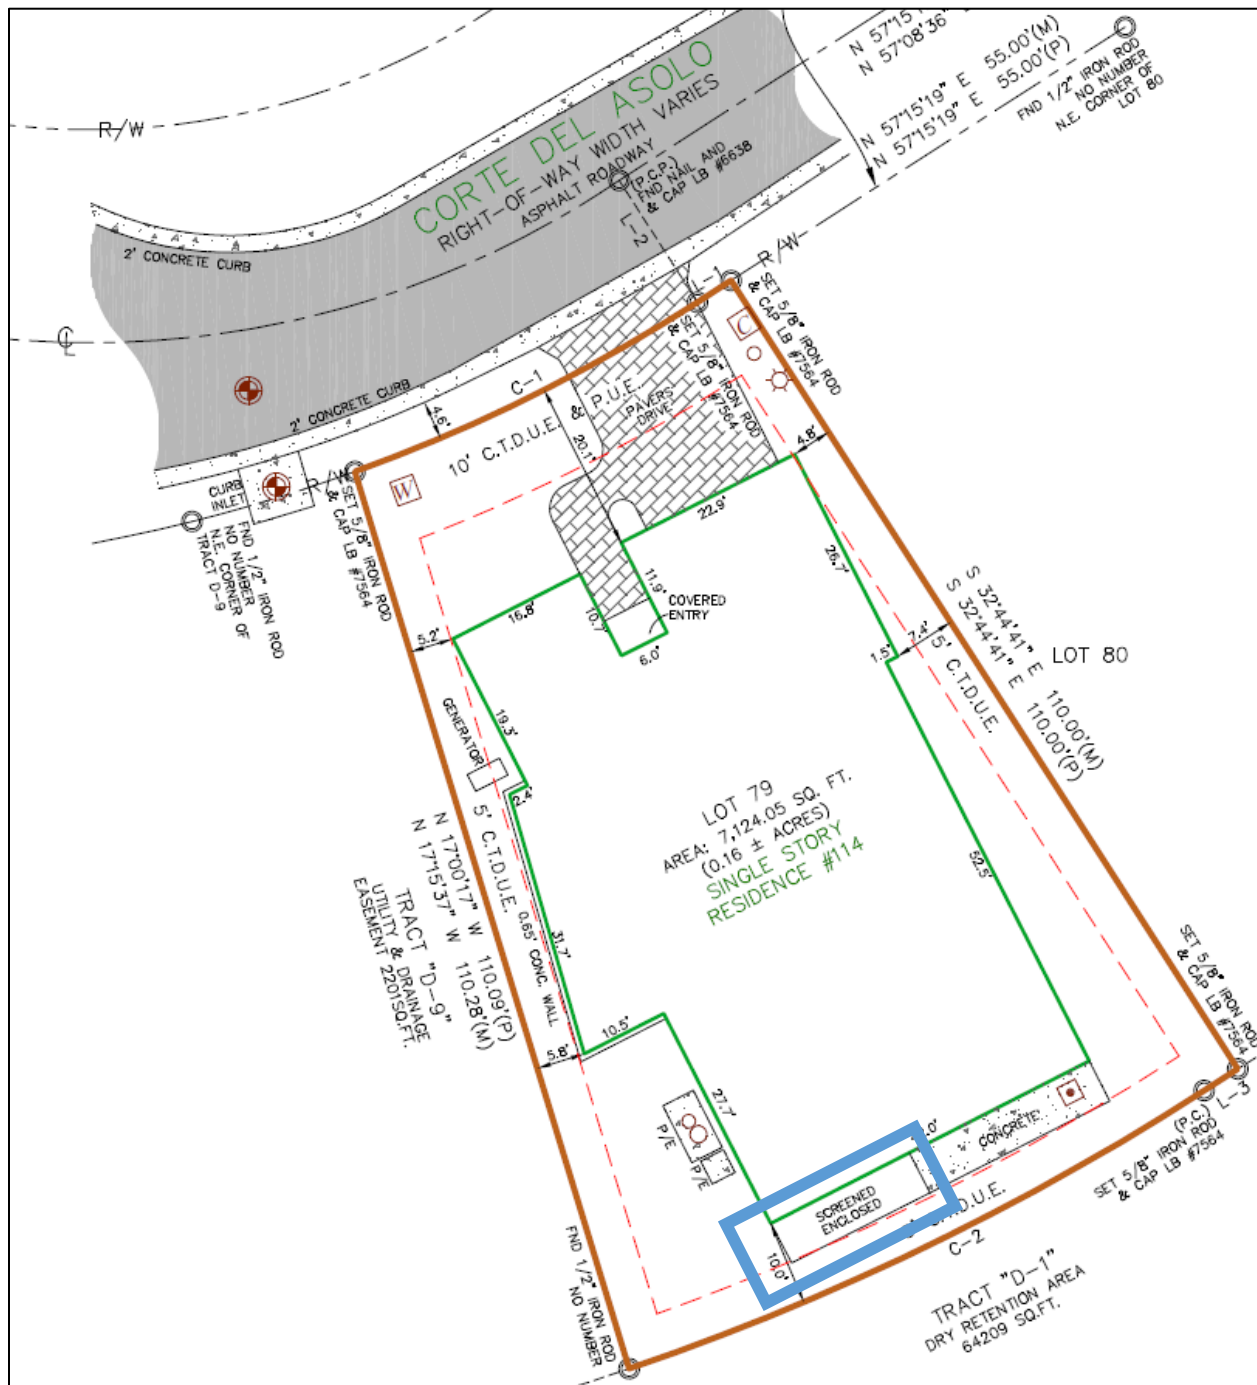 N 57°15'1
N 57°08'36"
N 57°15'19" E 55.00'(M)
N 57°15'19" E 55.00'(P)
FND 1/2" IRON ROD
NO NUMBER
N.E. CORNER OF
LOT 80
R/W
CORTE DEL ASOLO
RIGHT-OF-WAY WIDTH VARIES
ASPHALT ROADWAY
(P.C.P.)
FND NAIL AND
& CAP LB #6638
L-2
2' CONCRETE CURB
R/W
SET 5/8" IRON ROD
& CAP LB #7564
SET 5/8" IRON ROD
& CAP LB #7564
C
C-1
2' CONCRETE CURB
4.6'
10' C.T.D.U.E. & P.U.E.
PAVERS
DRIVE
20.1'
4.8'
R/W
CURB
INLET
W
SET 5/8" IRON ROD
& CAP LB #7564
FND 1/2" IRON ROD
NO NUMBER
N.E. CORNER OF
TRACT D-9
22.9'
26.7'
11.9'
COVERED
ENTRY
10.7'
16.8'
6.0'
5.2'
7.4'
1.5'
5' C.T.D.U.E.
S 32°44'41" E 110.00'(M)
S 32°44'41" E 110.00'(P)
LOT 80
19.3'
GENERATOR
2.4'
5' C.T.D.U.E.
LOT 79
AREA: 7,124.05 SQ. FT.
(0.16 ± ACRES)
SINGLE STORY
RESIDENCE #114
52.5'
N 17°00'17" W 110.09'(P)
N 17°15'37" W 110.28'(M)
TRACT "D-9"
UTILITY & DRAINAGE
EASEMENT 2201SQ.FT.
0.65' CONC. WALL
31.7'
10.5'
5.8'
27.7'
P/E
P/E
SET 5/8" IRON ROD
& CAP LB #7564
L-3
(P.C.)
SET 5/8" IRON ROD
& CAP LB #7564
CONCRETE
SCREENED
ENCLOSED
C.T.D.U.E.
10.0'
C-2
FND 1/2" IRON ROD
NO NUMBER
TRACT "D-1"
DRY RETENTION AREA
64209 SQ.FT.